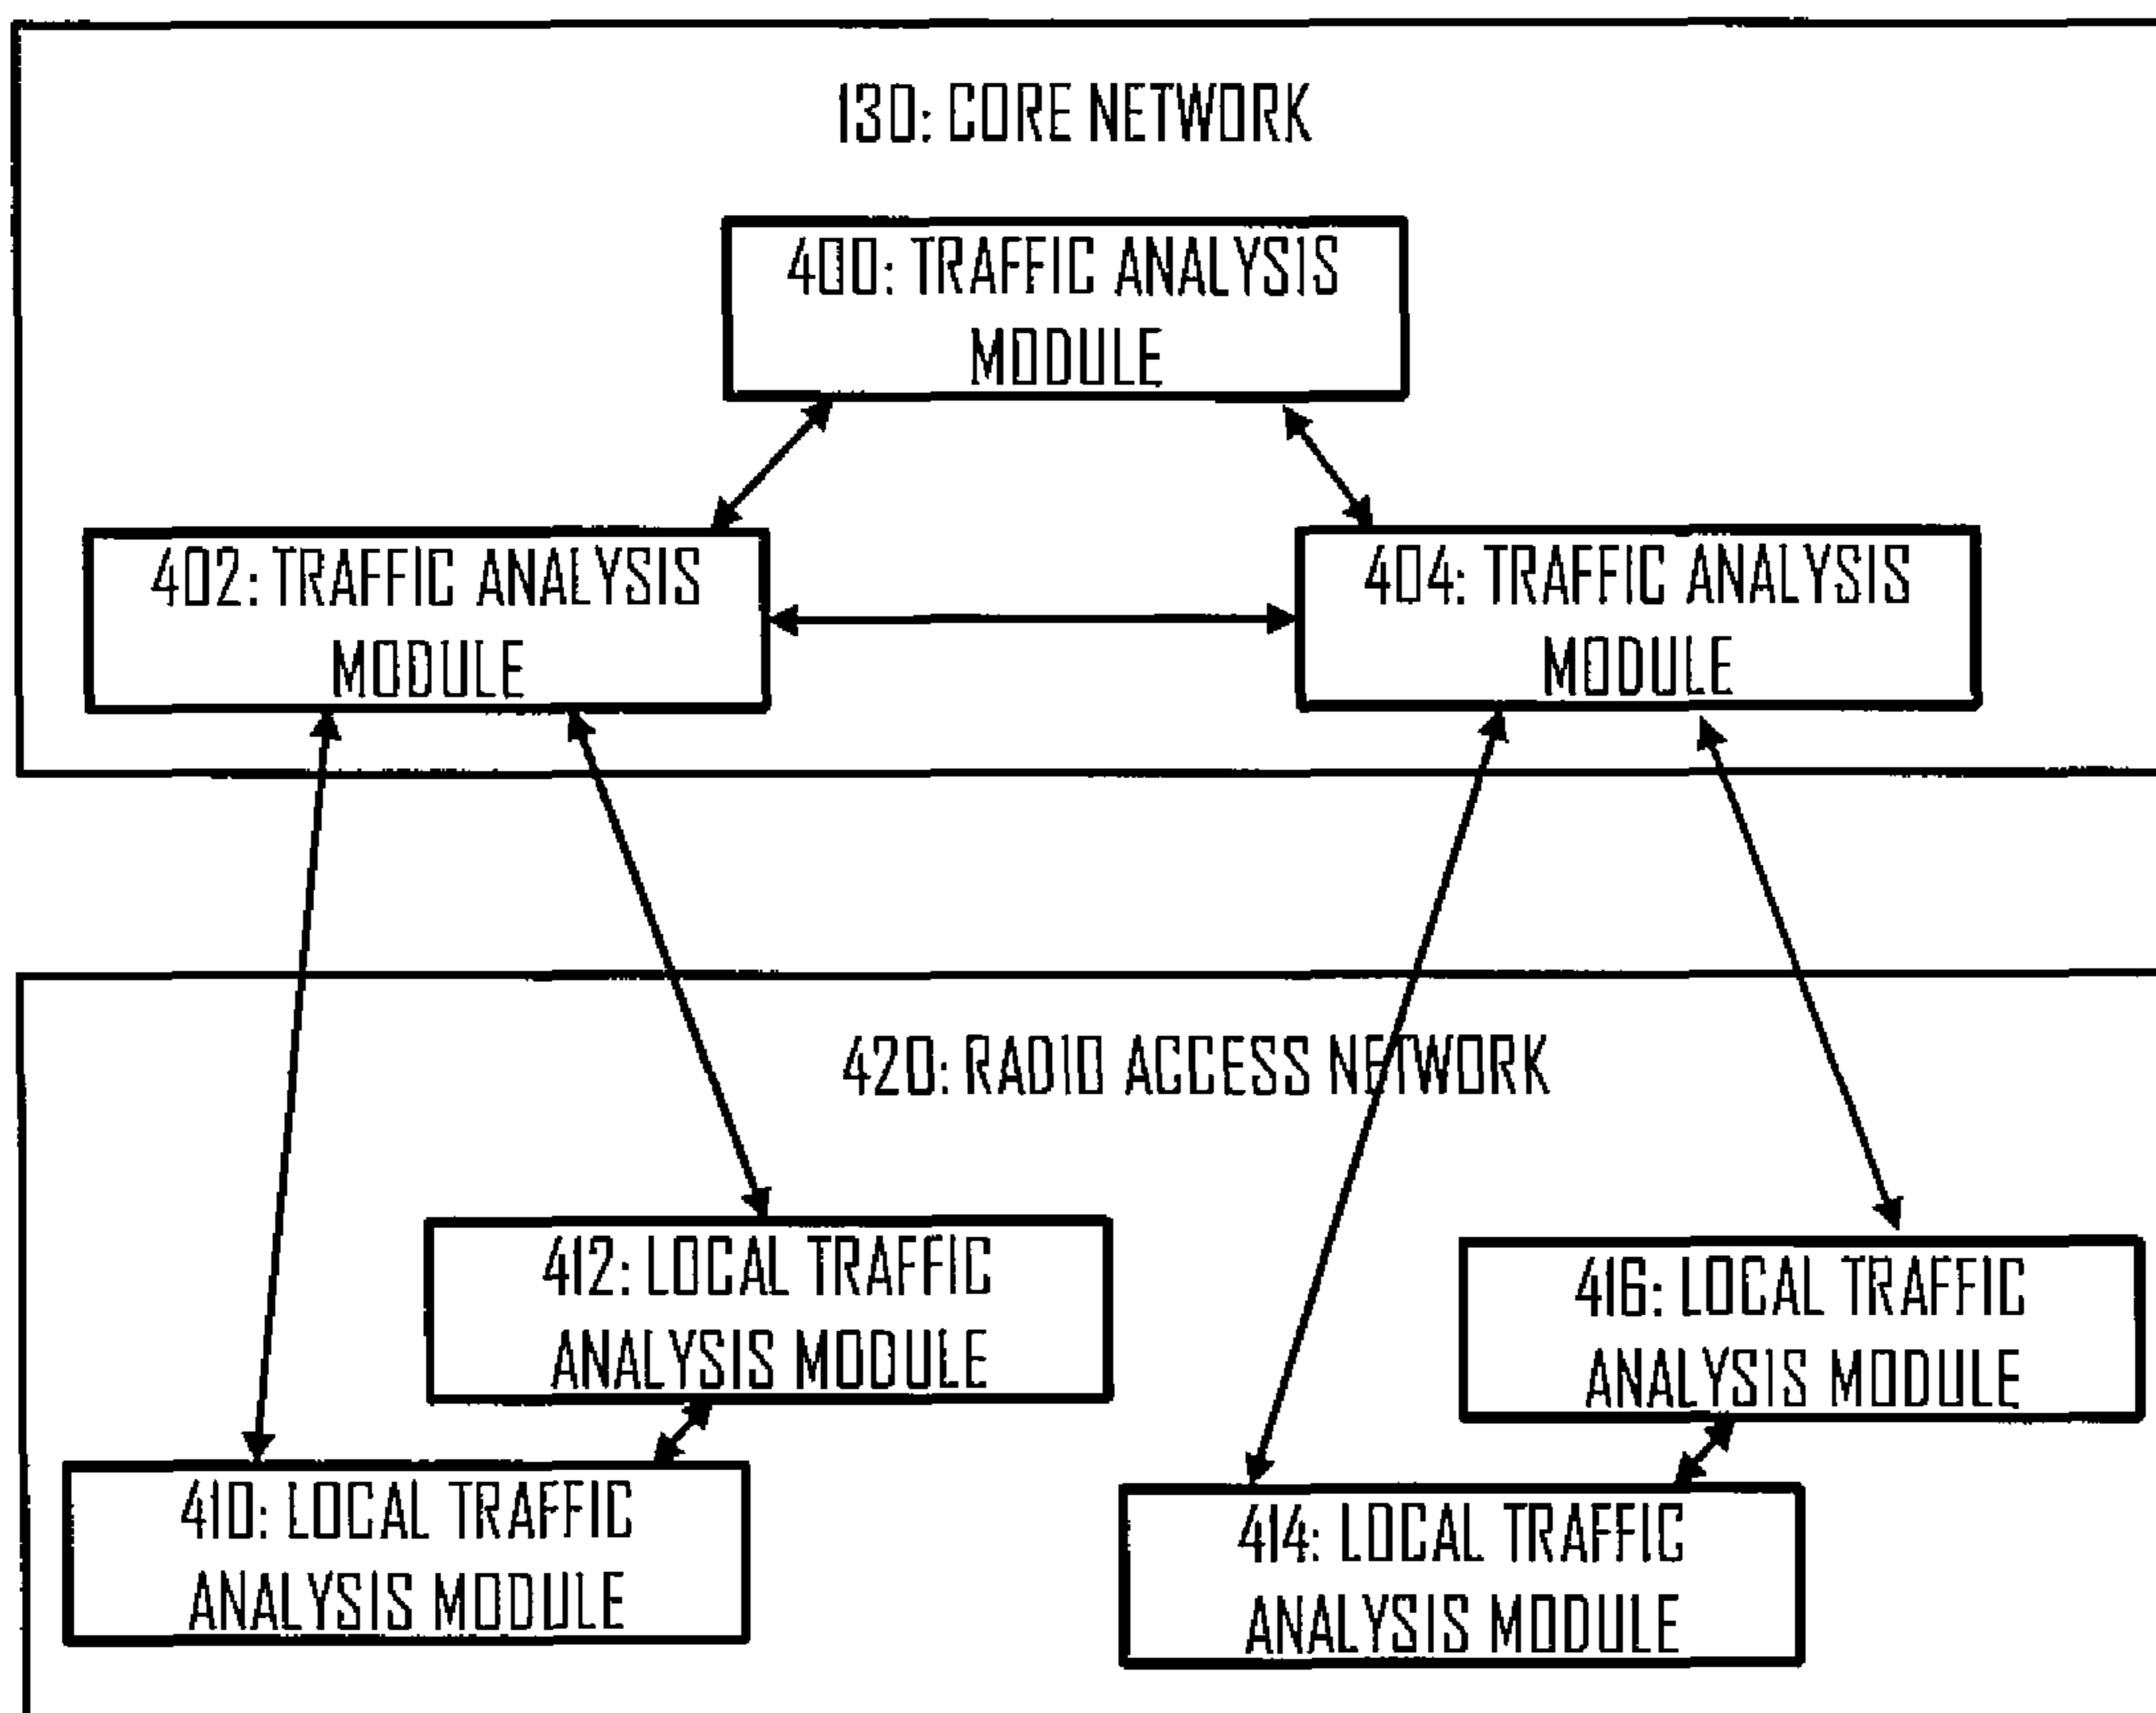 130: CORE NETWORK
400: TRAFFIC ANALYSIS
MODULE
402: TRAFFIC ANALYSIS
MODULE
404: TRAFFIC ANALYSIS
MODULE
420: RADIO ACCESS NETWORK
412: LOCAL TRAFFIC
ANALYSIS MODULE
416: LOCAL TRAFFIC
ANALYSIS MODULE
410: LOCAL TRAFFIC
ANALYSIS MODULE
414: LOCAL TRAFFIC
ANALYSIS MODULE